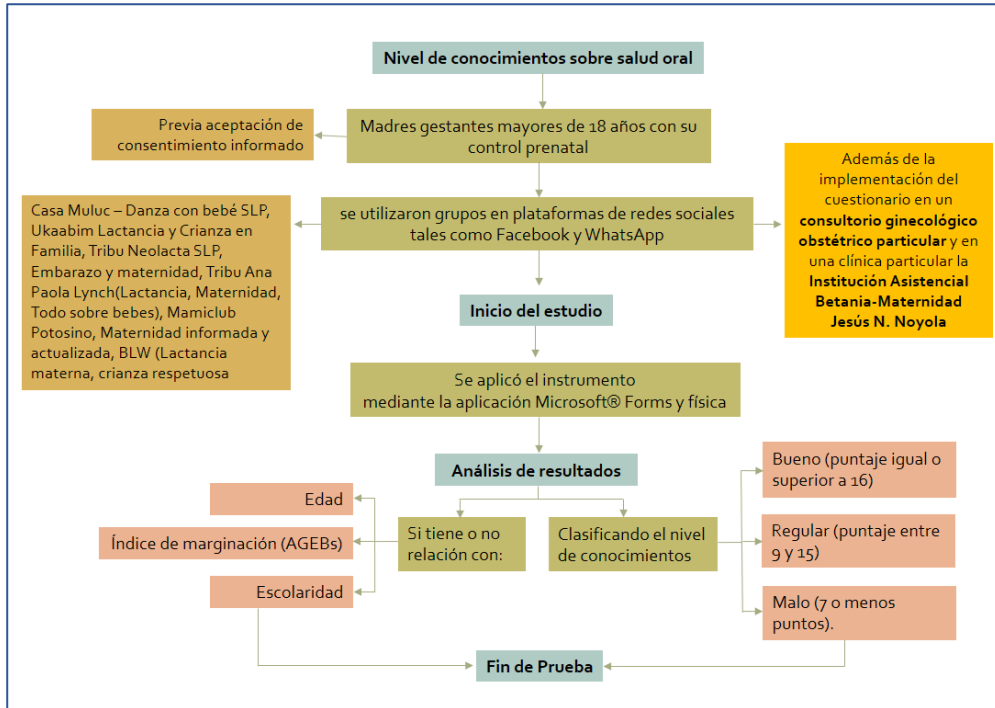 Nivel de conocimientos sobre salud oral
Previa aceptación de
consentimiento informado
Madres gestantes mayores de 18 años con su
control prenatal
Casa Muluc – Danza con bebé SLP,
Ukaabim Lactancia y Crianza en
Familia, Tribu Neolacta SLP,
Embarazo y maternidad, Tribu Ana
Paola Lynch(Lactancia, Maternidad,
Todo sobre bebes), Mamiclub
Potosino, Maternidad informada y
actualizada, BLW (Lactancia
materna, crianza respetuosa
se utilizaron grupos en plataformas de redes sociales
tales como Facebook y WhatsApp
Además de la
implementación del
cuestionario en un
consultorio ginecológico
obstétrico particular y en
una clínica particular la
Institución Asistencial
Betania-Maternidad
Jesús N. Noyola
Inicio del estudio
Se aplicó el instrumento
mediante la aplicación Microsoft® Forms y física
Análisis de resultados
Si tiene o no
relación con:
Edad
Índice de marginación (AGEBs)
Escolaridad
Clasificando el nivel
de conocimientos
Bueno (puntaje igual o
superior a 16)
Regular (puntaje entre
9 y 15)
Malo (7 o menos
puntos).
Fin de Prueba